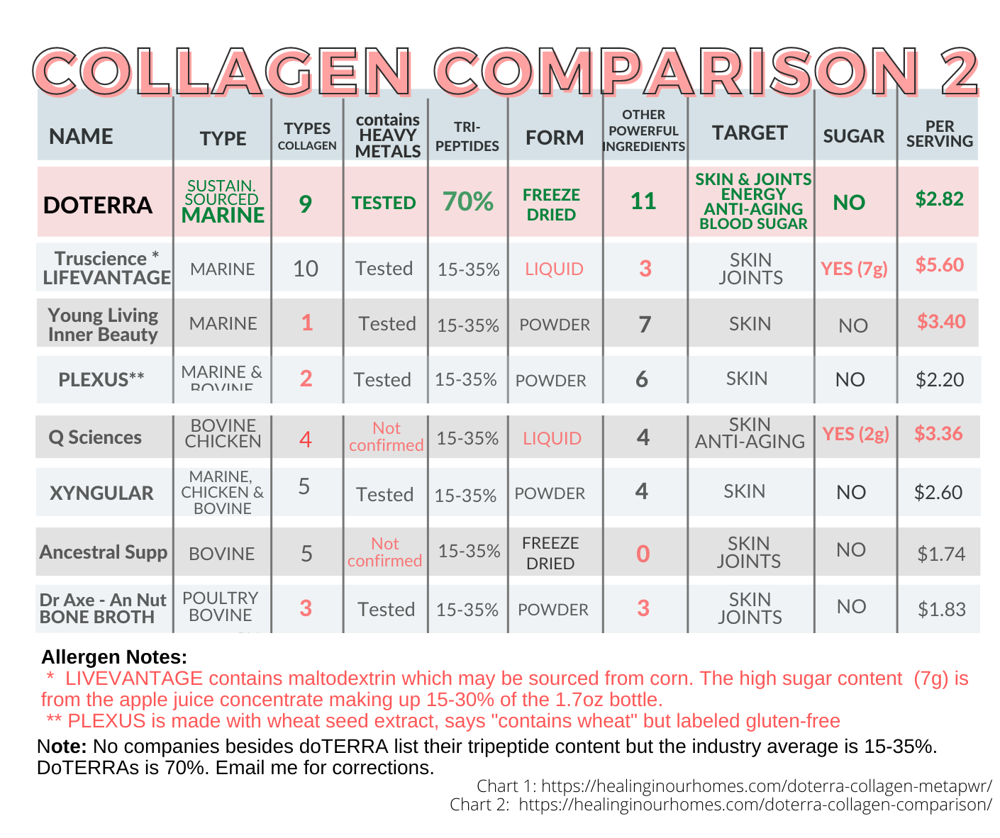 COLLAGEN COMPARISON 2
NAME TYPE TYPES COLLAGEN contains HEAVY METALS TRI-PEPTIDES FORM OTHER POWERFUL INGREDIENTS TARGET SUGAR PER SERVING
DOTERRA SUSTAIN. SOURCED MARINE 9 TESTED 70% FREEZE DRIED 11 SKIN & JOINTS ENERGY ANTI-AGING BLOOD SUGAR NO $2.82
Truscience * LIFEVANTAGE MARINE 10 Tested 15-35% LIQUID 3 SKIN JOINTS YES (7g) $5.60
Young Living Inner Beauty MARINE 1 Tested 15-35% POWDER 7 SKIN NO $3.40
PLEXUS** MARINE & BOVINE 2 Tested 15-35% POWDER 6 SKIN NO $2.20
Q Sciences BOVINE CHICKEN 4 Not confirmed 15-35% LIQUID 4 SKIN ANTI-AGING YES (2g) $3.36
XYNGULAR MARINE, CHICKEN & BOVINE 5 Tested 15-35% POWDER 4 SKIN NO $2.60
Ancestral Supp BOVINE 5 Not confirmed 15-35% FREEZE DRIED 0 SKIN JOINTS NO $1.74
Dr Axe - An Nut BONE BROTH POULTRY BOVINE 3 Tested 15-35% POWDER 3 SKIN JOINTS NO $1.83
Allergen Notes:
* LIVEVANTAGE contains maltodextrin which may be sourced from corn. The high sugar content (7g) is
from the apple juice concentrate making up 15-30% of the 1.7oz bottle.
** PLEXUS is made with wheat seed extract, says "contains wheat" but labeled gluten-free
Note: No companies besides doTERRA list their tripeptide content but the industry average is 15-35%.
DoTERRAs is 70%. Email me for corrections.
Chart 1: https://healinginourhomes.com/doterra-collagen-metapwr/
Chart 2: https://healinginourhomes.com/doterra-collagen-comparison/